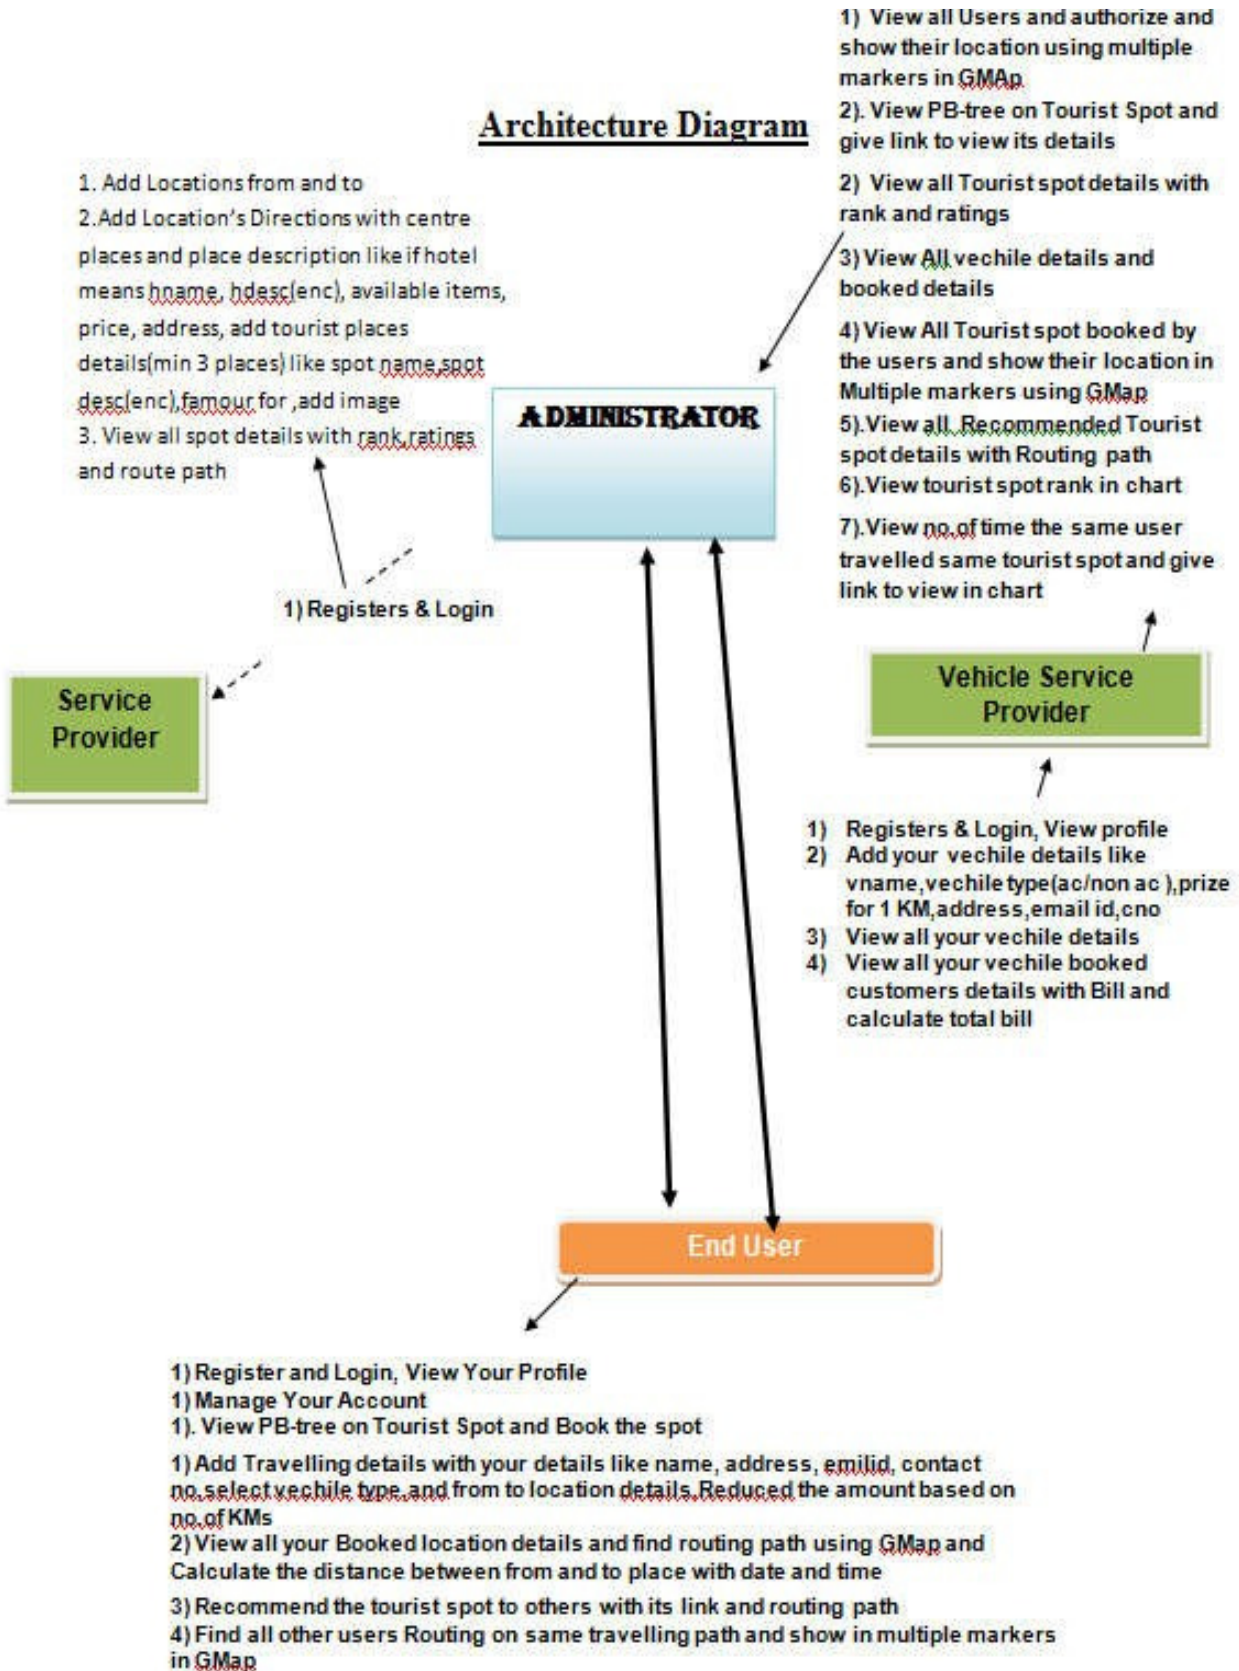 Architecture Diagram
1. Add Locations from and to
2.Add Location's Directions with centre
places and place description like if hotel
means hname, hdesc(enc), available items,
price, address, add tourist places
details(min 3 places) like spot name,spot
desc(enc),famour for ,add image
3. View all spot details with rank,ratings
and route path
1) Registers & Login
Service
Provider
ADMINISTRATOR
1) View all Users and authorize and
show their location using multiple
markers in GMAp
2). View PB-tree on Tourist Spot and
give link to view its details
2) View all Tourist spot details with
rank and ratings
3) View All vechile details and
booked details
4) View All Tourist spot booked by
the users and show their location in
Multiple markers using GMap
5).View all Recommended Tourist
spot details with Routing path
6).View tourist spot rank in chart
7).View no.of time the same user
travelled same tourist spot and give
link to view in chart
Vehicle Service
Provider
1) Registers & Login, View profile
2) Add your vechile details like
vname,vechile type(ac/non ac ),prize
for 1 KM,address,email id,cno
3) View all your vechile details
4) View all your vechile booked
customers details with Bill and
calculate total bill
End User
1) Register and Login, View Your Profile
1) Manage Your Account
1). View PB-tree on Tourist Spot and Book the spot
1) Add Travelling details with your details like name, address, emilid, contact
no,select vechile type,and from to location details.Reduced the amount based on
no.of KMs
2) View all your Booked location details and find routing path using GMap and
Calculate the distance between from and to place with date and time
3) Recommend the tourist spot to others with its link and routing path
4) Find all other users Routing on same travelling path and show in multiple markers
in GMap